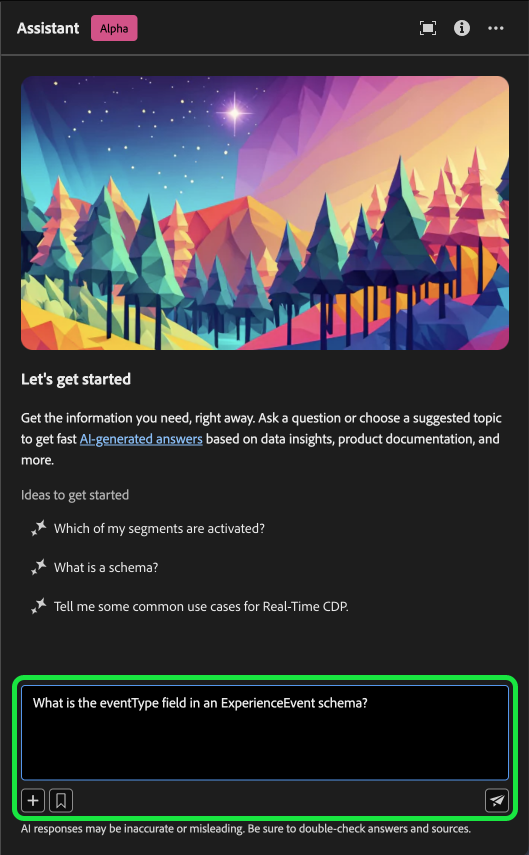 Assistant Alpha
Let's get started
Get the information you need, right away. Ask a question or choose a suggested topic
to get fast AI-generated answers based on data insights, product documentation, and
more.
Ideas to get started
Which of my segments are activated?
What is a schema?
Tell me some common use cases for Real-Time CDP.
What is the eventType field in an ExperienceEvent schema?
AI responses may be inaccurate or misleading. Be sure to double-check answers and sources.